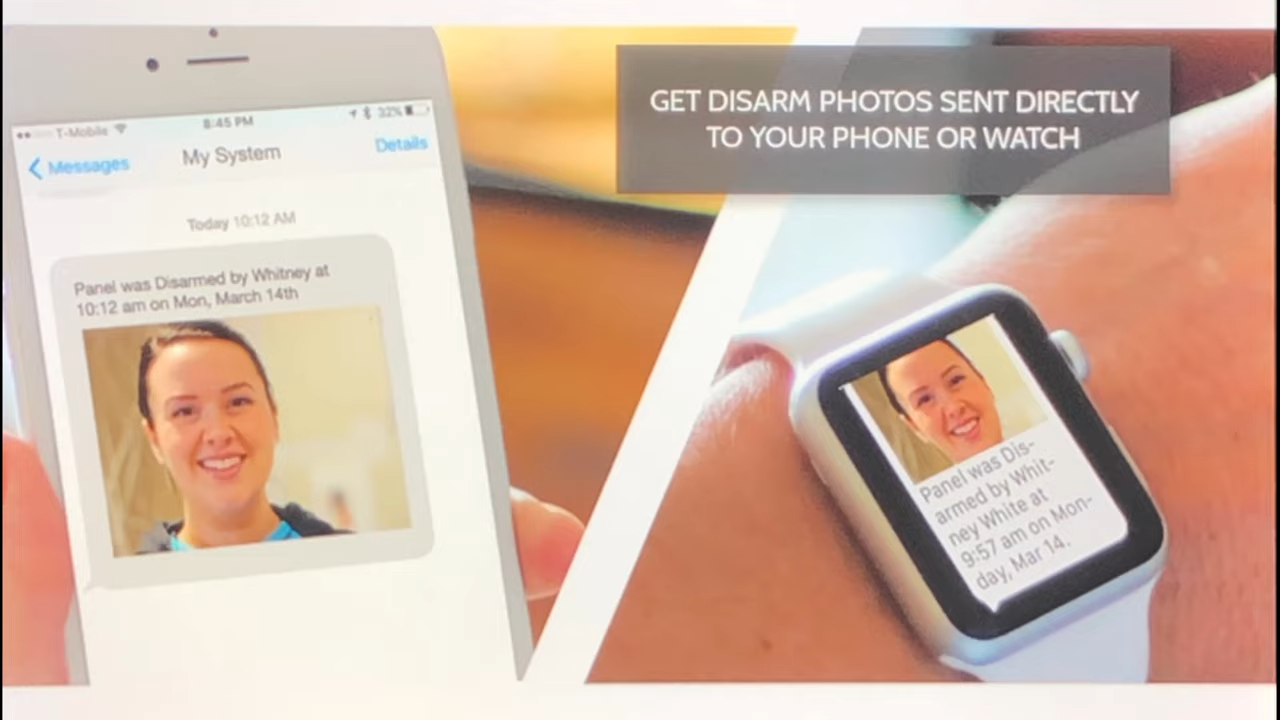 GET DISARM PHOTOS SENT DIRECTLY
TO YOUR PHONE OR WATCH
T-Mobile
8:45 PM
32%
Messages
My System
Details
Today 10:12 AM
Panel was Disarmed by Whitney at
10:12 am on Mon, March 14th
Panel was Dis-
armed by Whit-
ney White at
9:57 am on Mon-
day, Mar 14.